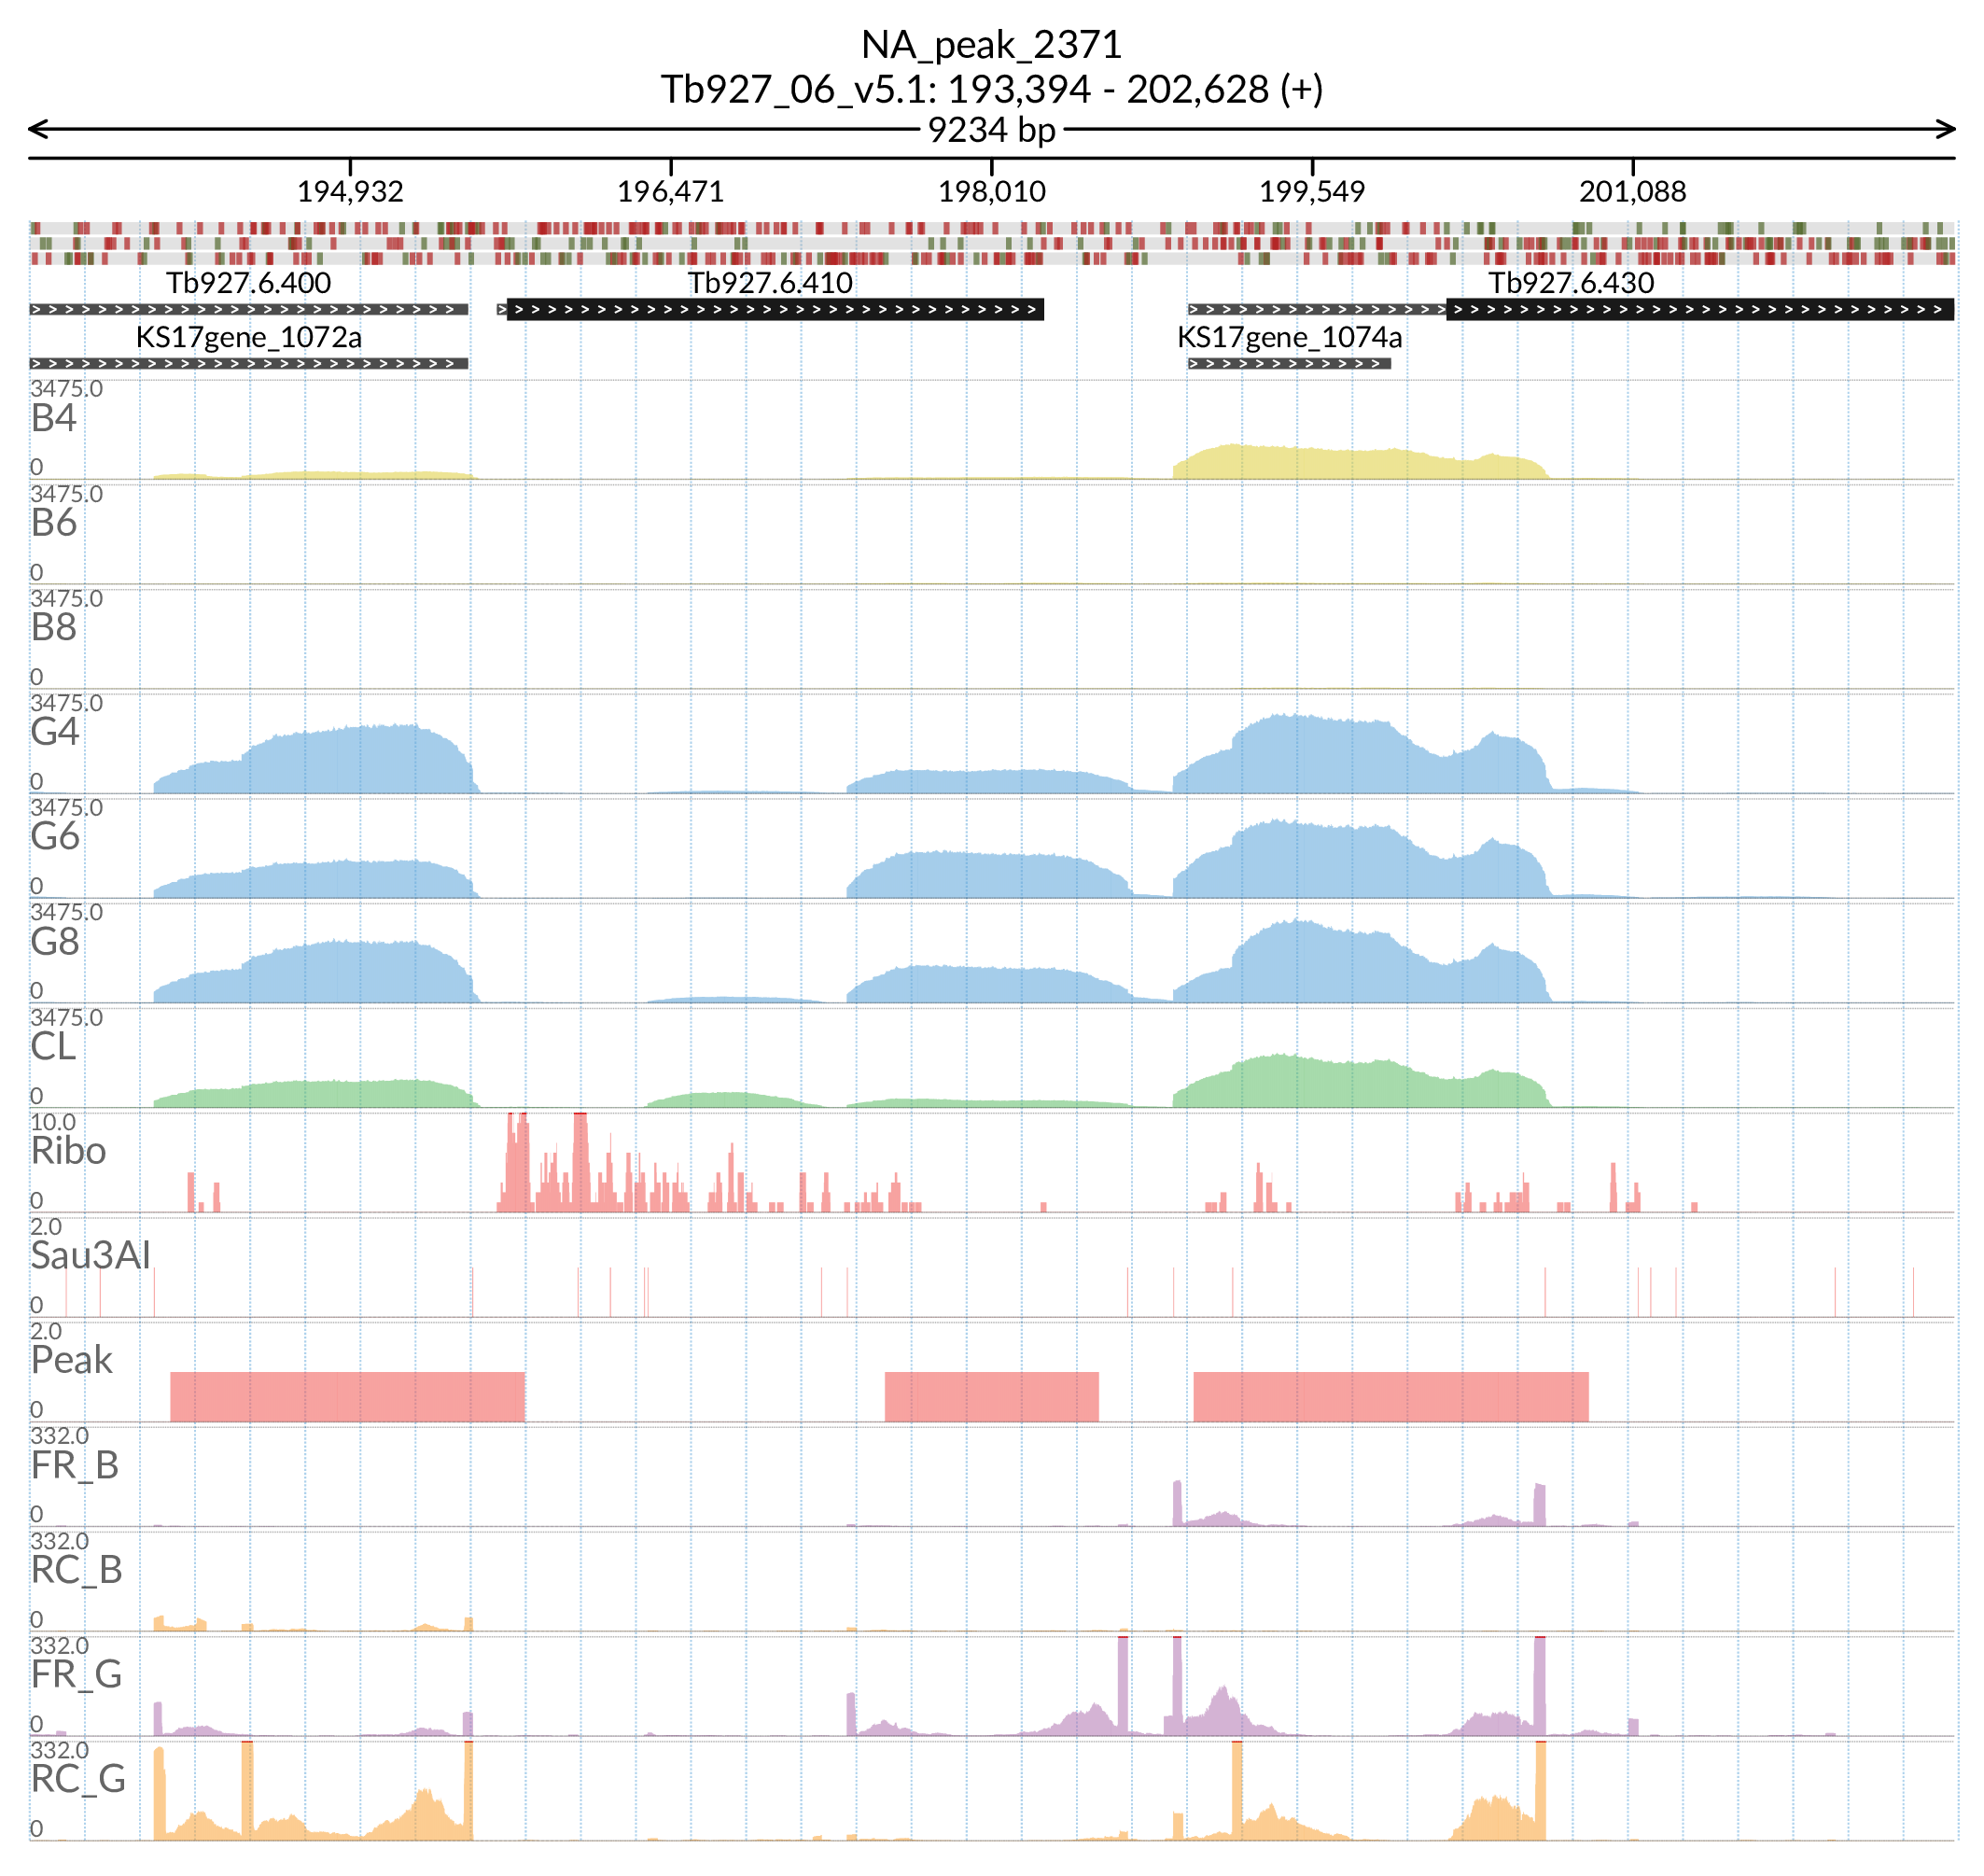 NA_peak_2371
Tb927_06_v5.1: 193,394 - 202,628 (+)
9234 bp
194,932 196,471 198,010 199,549 201,088
Tb927.6.400 Tb927.6.410 Tb927.6.430
KS17gene_1072a KS17gene_1074a
3475.0
B4
0
3475.0
B6
0
3475.0
B8
0
3475.0
G4
0
3475.0
G6
0
3475.0
G8
0
3475.0
CL
0
10.0
Ribo
0
2.0
Sau3AI
0
2.0
Peak
0
332.0
FR_B
0
332.0
RC_B
0
332.0
FR_G
0
332.0
RC_G
0